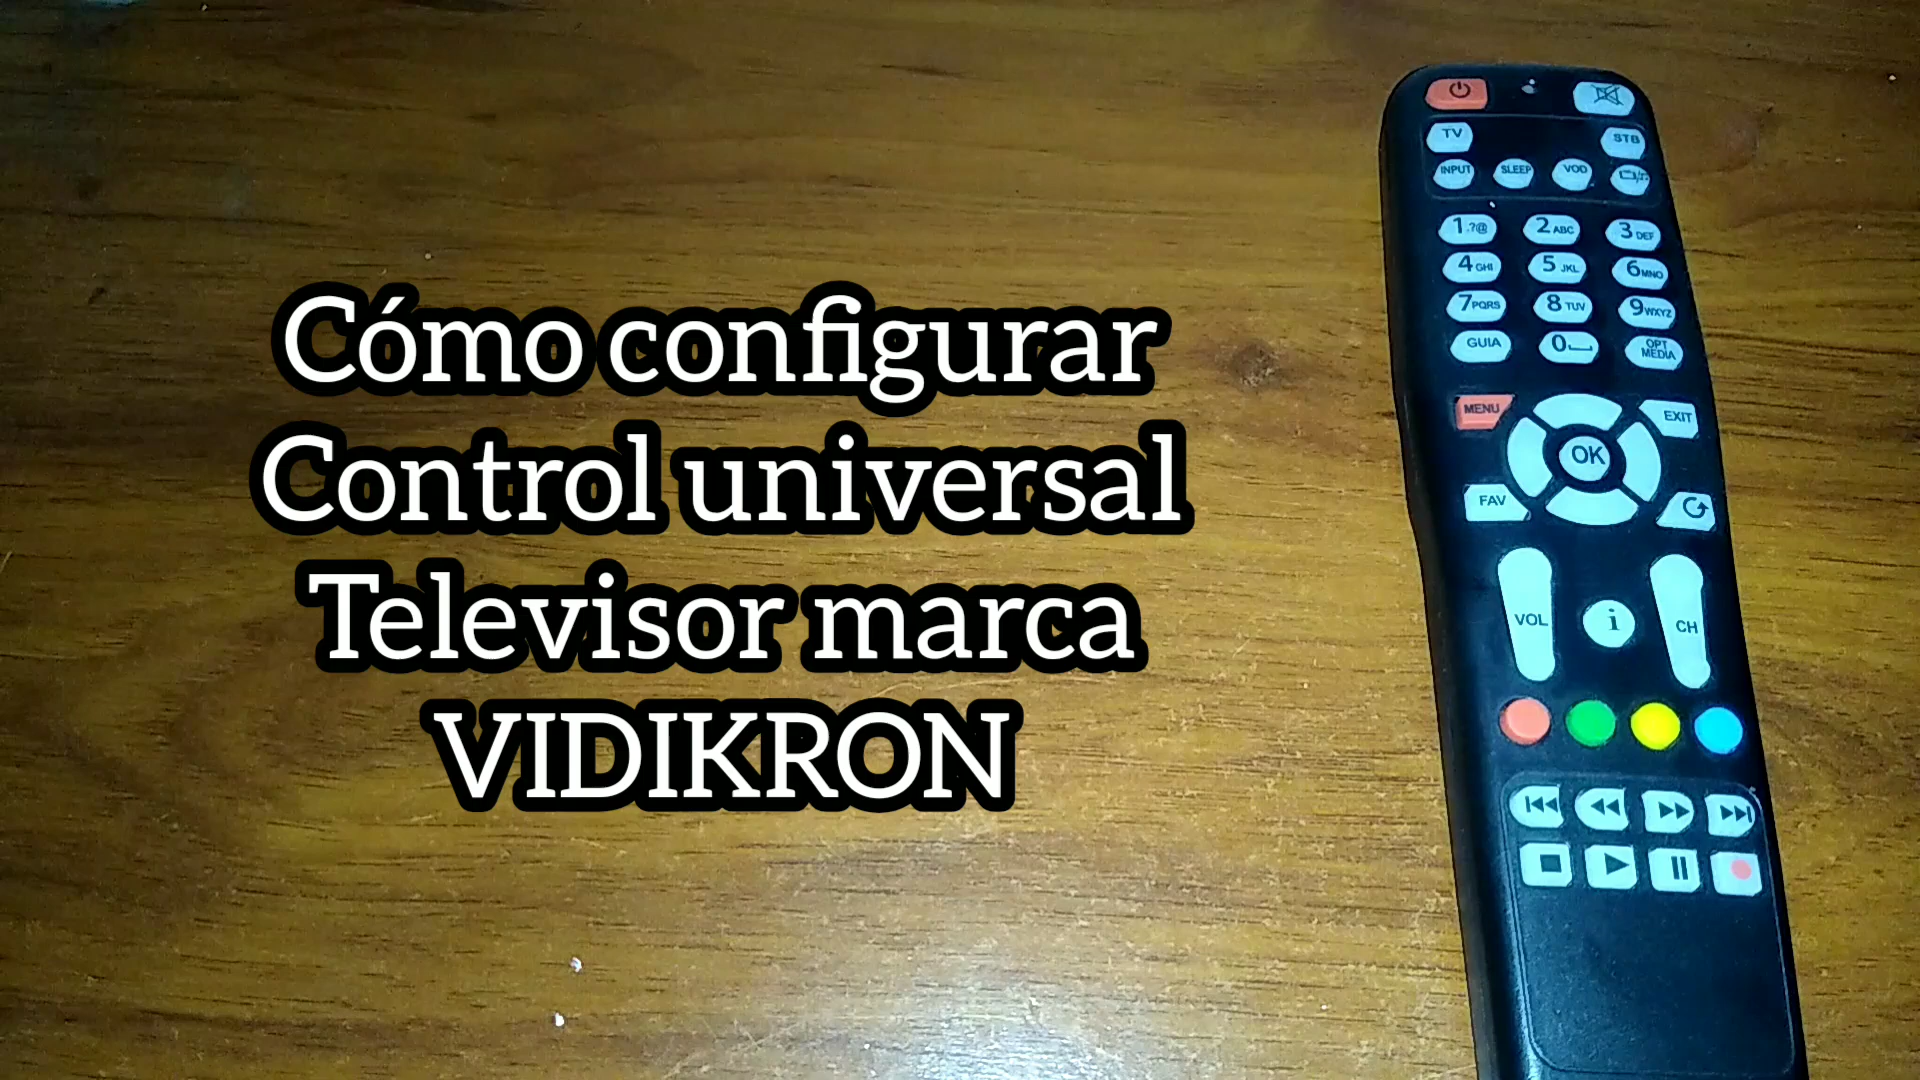 Cómo configurar
Control universal
Televisor marca
VIDIKRON
TV STB
INPUT SLEEP VOD
1.?@ 2 ABC 3 DEF
4 GHI 5 JKL 6 MNO
7 PQRS 8 TUV 9 WXYZ
GUIA 0 OPT MEDIA
MENU EXIT
OK
FAV
VOL i CH